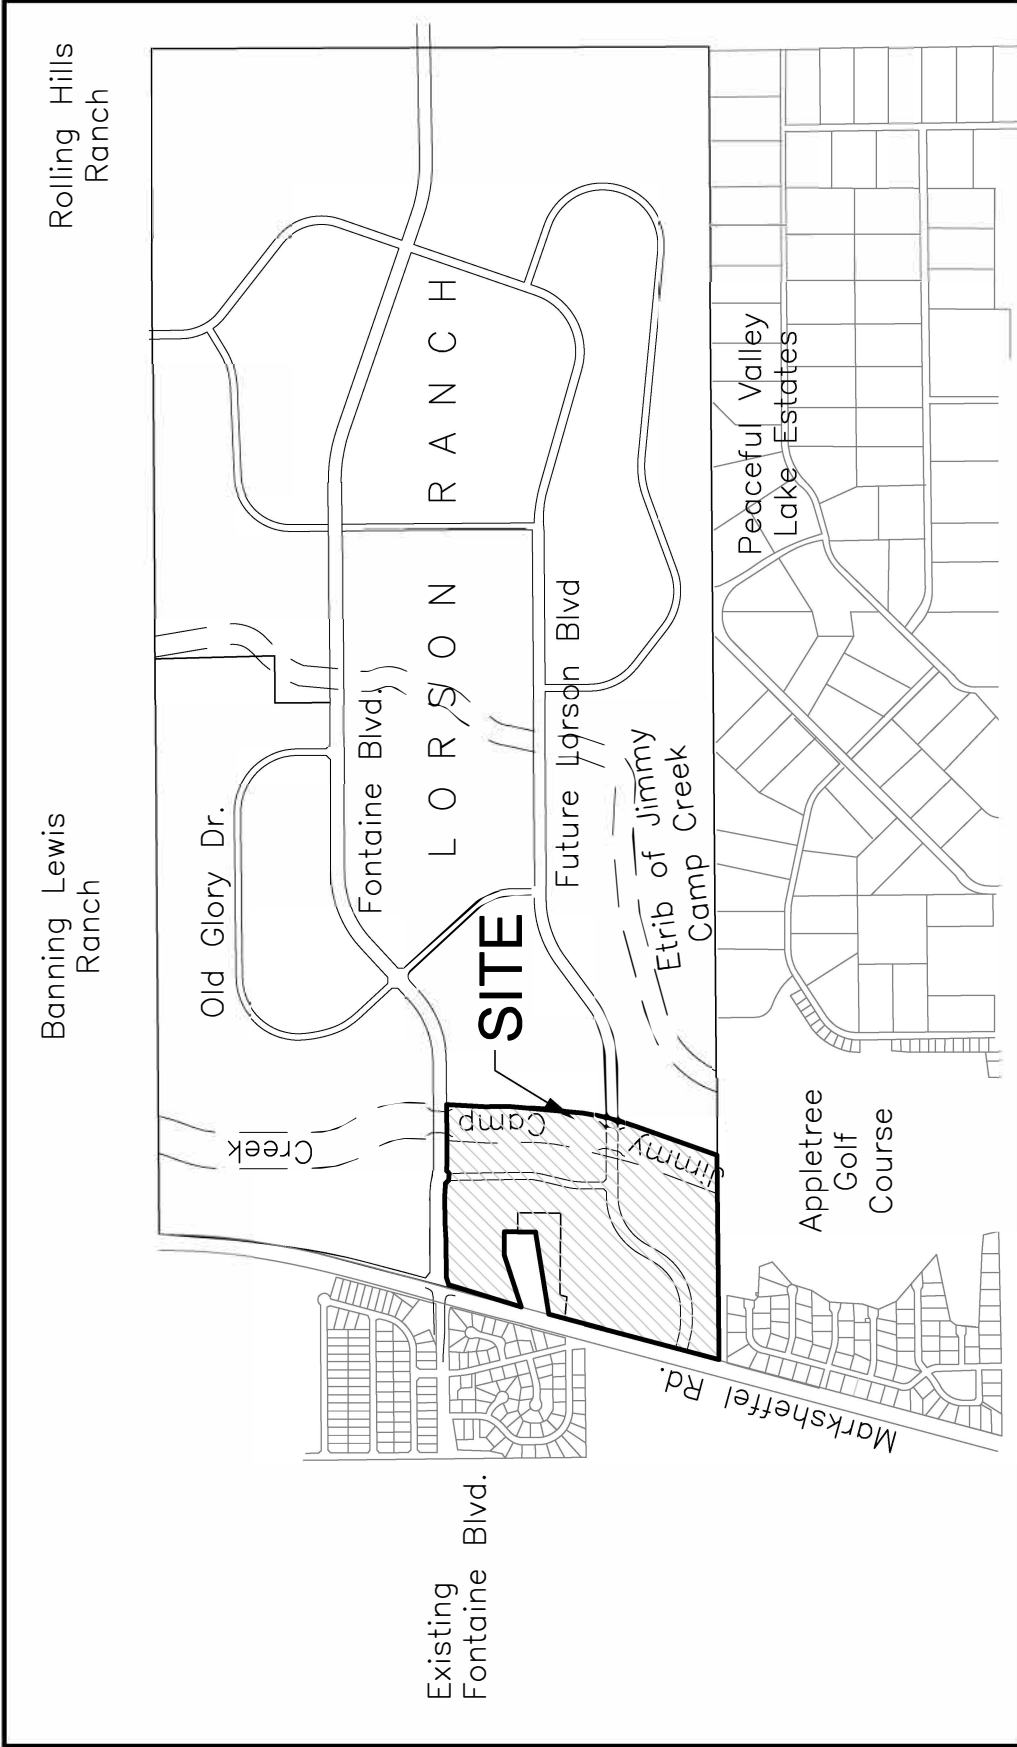 Banning Lewis
Ranch
Rolling Hills
Ranch
Old Glory Dr.
Creek
Fontaine Blvd.
LORSON RANCH
Existing
Fontaine Blvd.
SITE
Camp
Jimmy
Future Lorson Blvd
Etrib of Jimmy
Camp Creek
Peaceful Valley
Lake Estates
Marksheffel Rd.
Appletree
Golf
Course